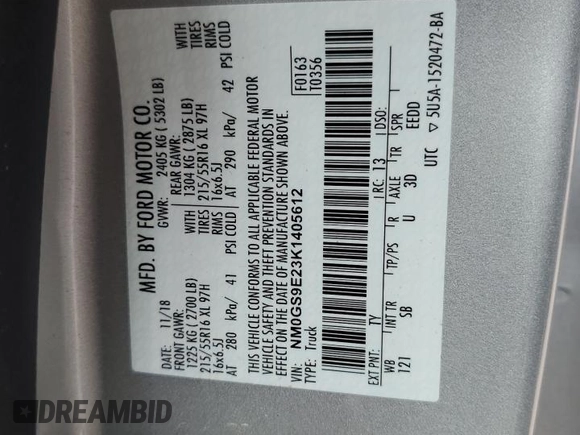 MFD. BY FORD MOTOR CO.
DATE: 11/18 GVWR: 2405 KG ( 5302 LB)
FRONT GAWR: REAR GAWR:
1225 KG ( 2700 LB) WITH 1304 KG ( 2875 LB) WITH
215/55R16 XL 97H TIRES 215/55R16 XL 97H TIRES
16x6.5J RIMS 16x6.5J RIMS
AT 280 kPa/ 41 PSI COLD AT 290 kPa/ 42 PSI COLD
THIS VEHICLE CONFORMS TO ALL APPLICABLE FEDERAL MOTOR
VEHICLE SAFETY AND THEFT PREVENTION STANDARDS IN
EFFECT ON THE DATE OF MANUFACTURE SHOWN ABOVE.
VIN: NM0GS9E23K1405612 F0163
TYPE: Truck T0356
EXT PNT: TY RC: 13 DSO:
WB INT TR TP/PS R AXLE TR SPR
121 SB U 3D EEDD
UTC ▽ 5U5A-1520472-BA
DREAMBID